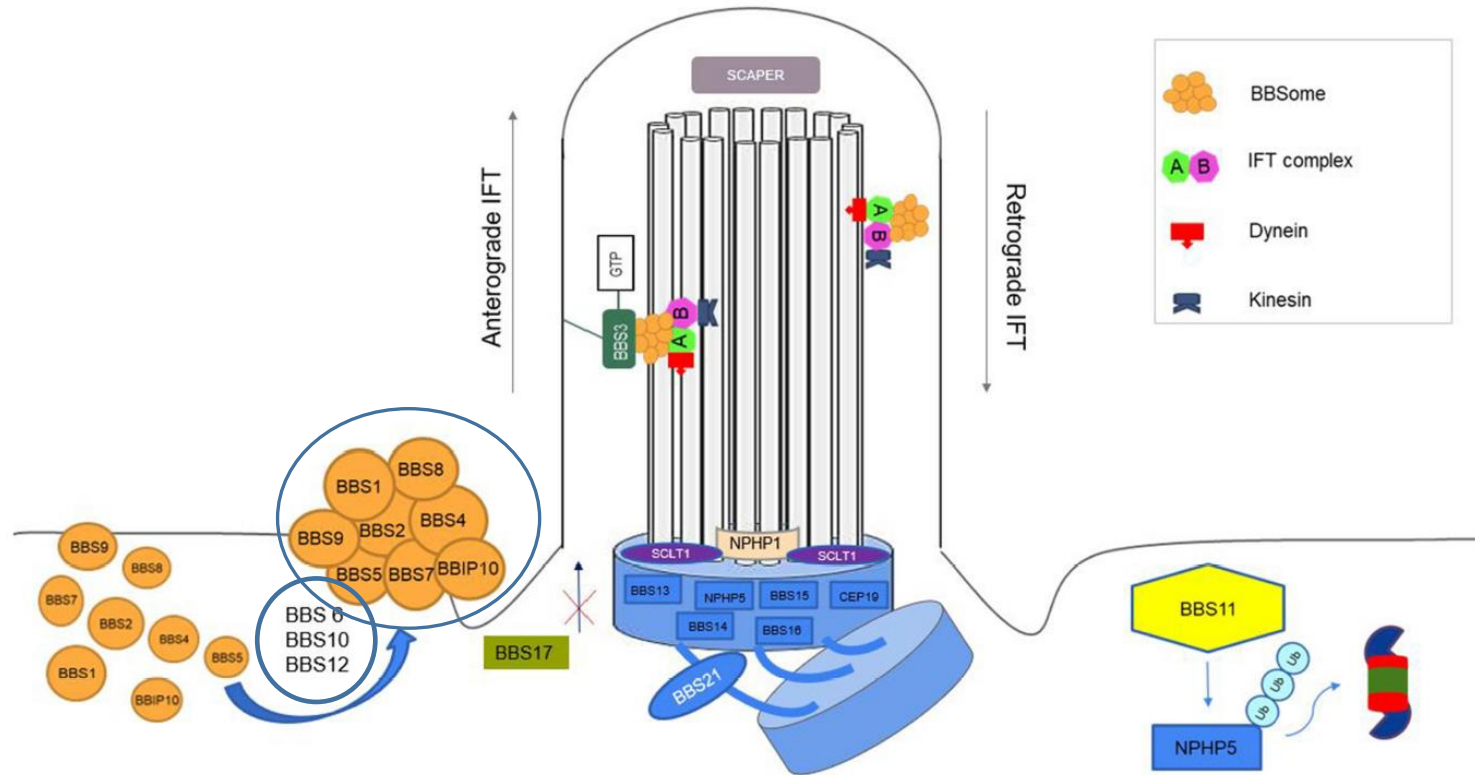 SCAPER
BBSome
A B
IFT complex
Dynein
Kinesin
Anterograde IFT
Retrograde IFT
GTP
BBS3
B
A
A
B
BBS8
BBS1
BBS4
BBS2
BBS9
BBS5
BBS7
BBIP10
BBS9
BBS8
BBS7
BBS2
BBS4
BBS5
BBS1
BBIP10
BBS 6
BBS10
BBS12
BBS17
NPHP1
SCLT1
SCLT1
BBS13
NPHP5
BBS15
CEP19
BBS14
BBS16
BBS21
BBS11
Ub
Ub
Ub
NPHP5